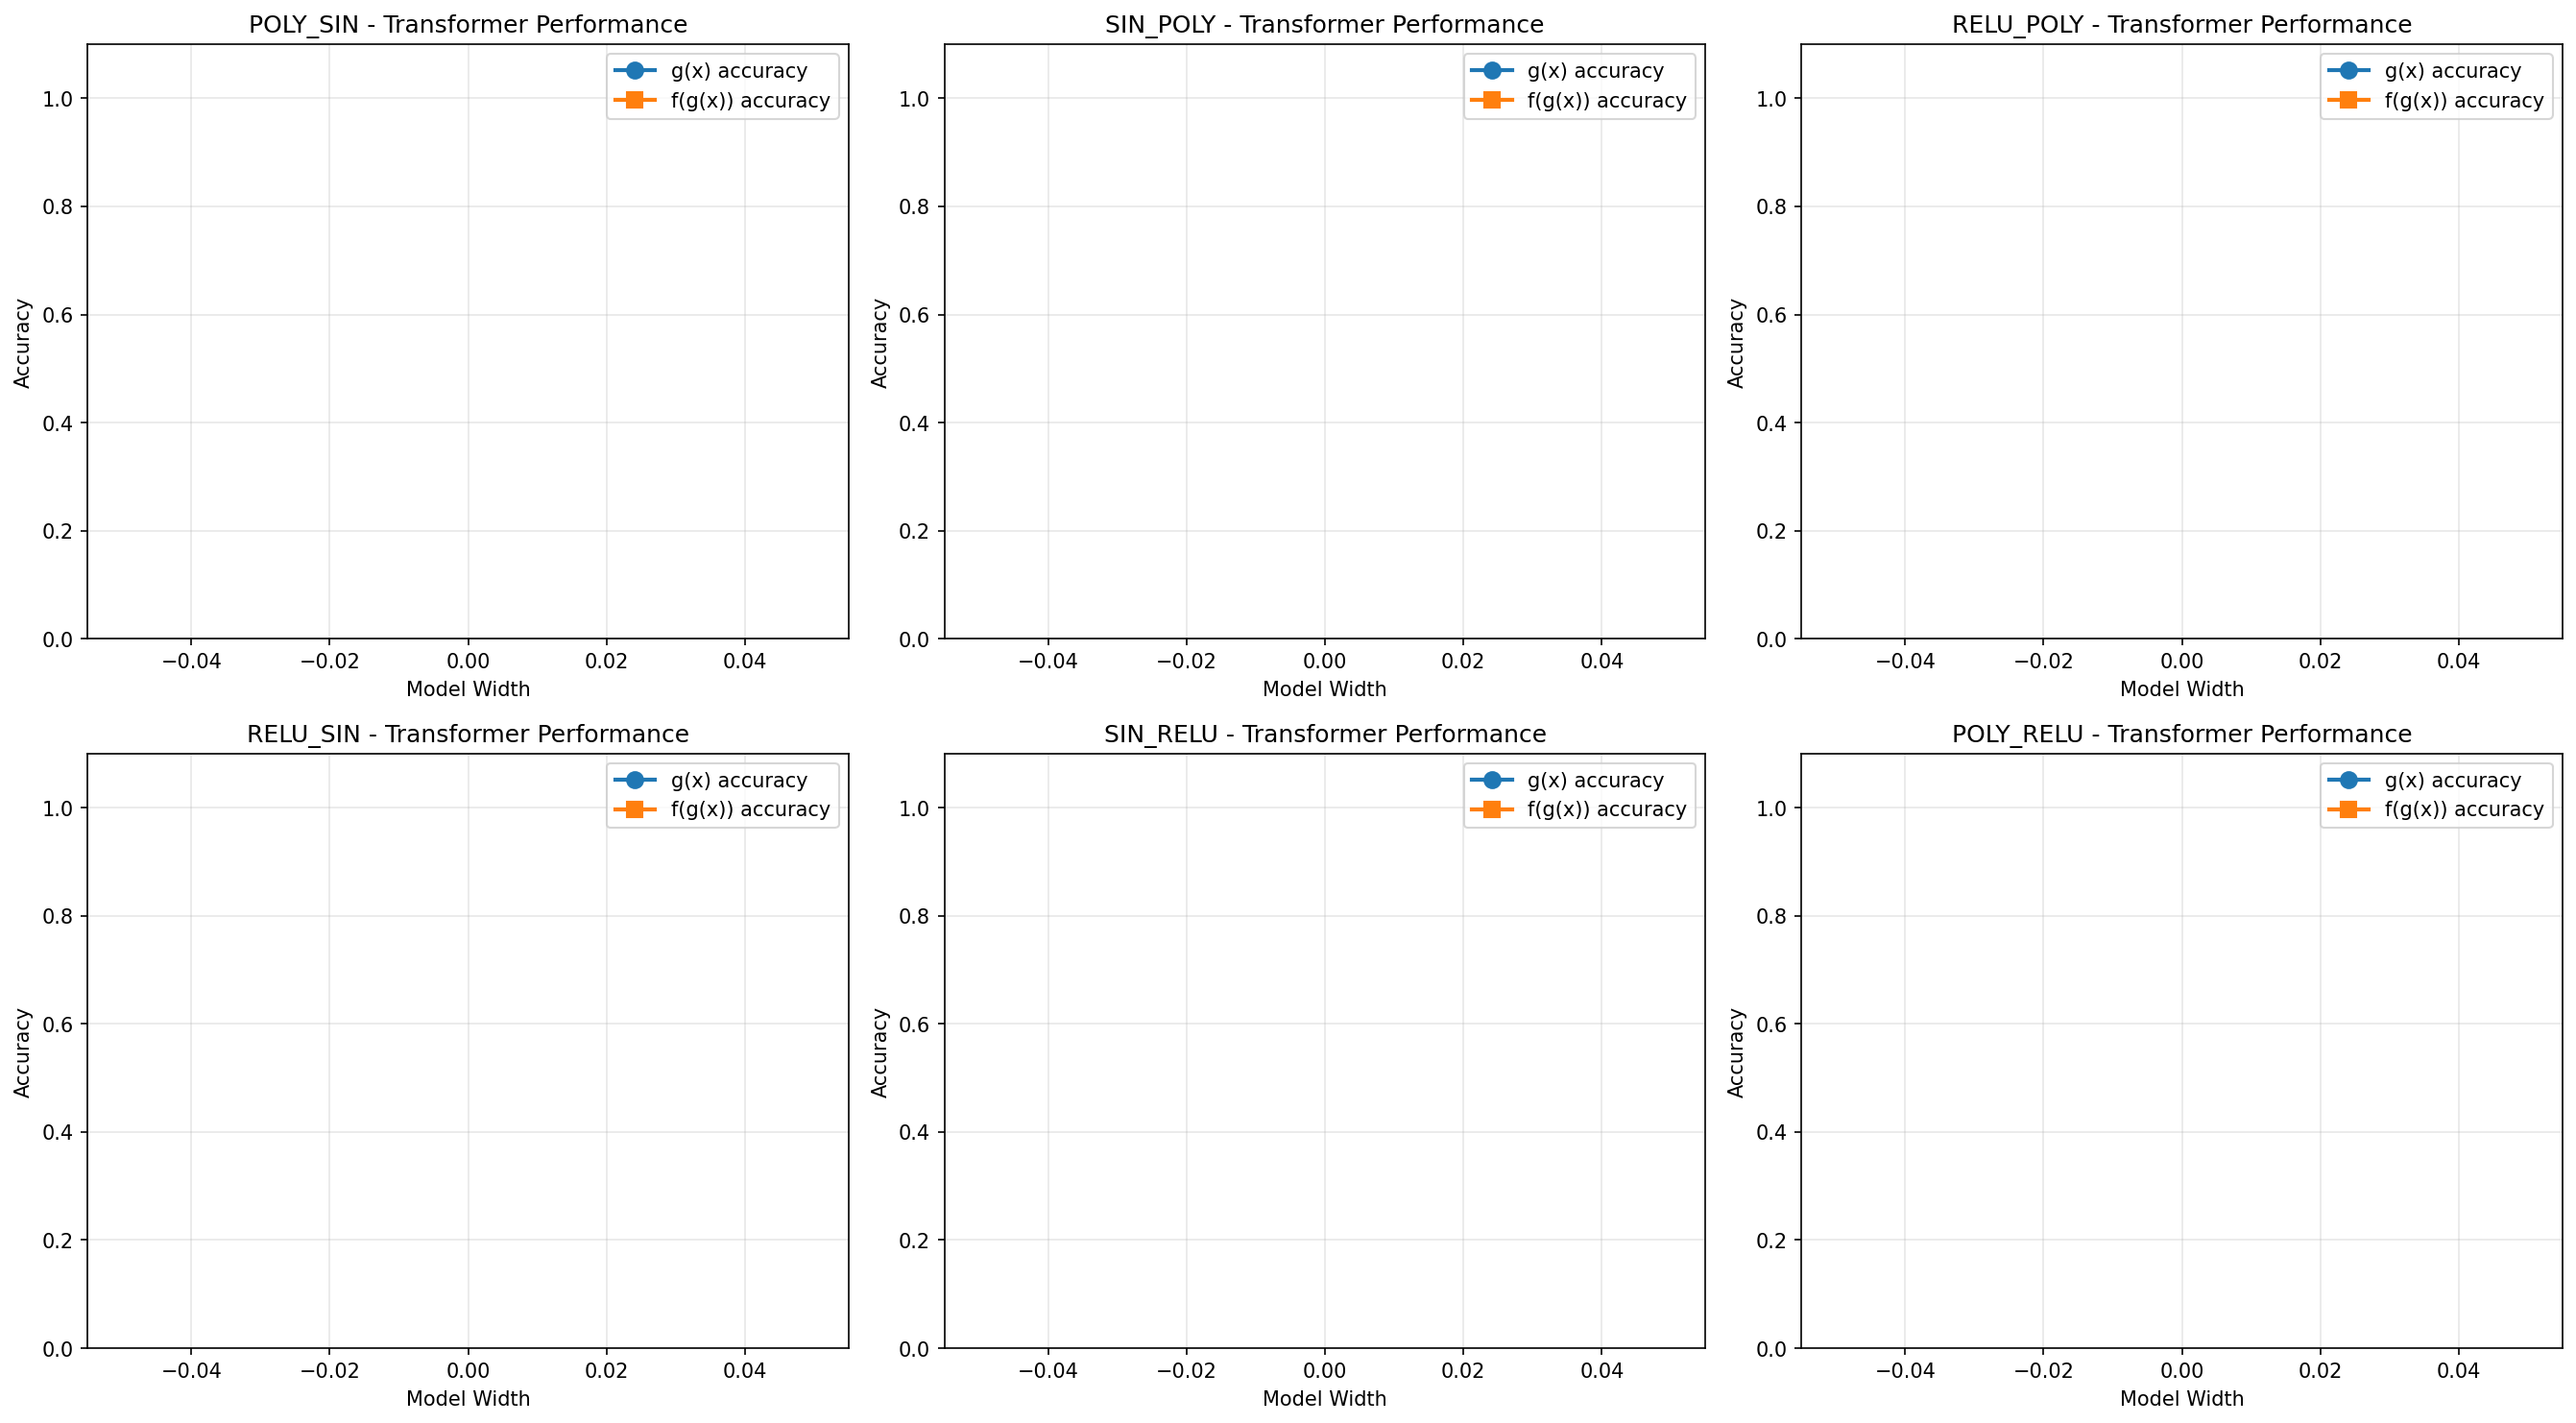 POLY_SIN - Transformer Performance
g(x) accuracy
f(g(x)) accuracy
1.0
0.8
0.6
0.4
0.2
0.0
Accuracy
−0.04 −0.02 0.00 0.02 0.04
Model Width
SIN_POLY - Transformer Performance
g(x) accuracy
f(g(x)) accuracy
1.0
0.8
0.6
0.4
0.2
0.0
Accuracy
−0.04 −0.02 0.00 0.02 0.04
Model Width
RELU_POLY - Transformer Performance
g(x) accuracy
f(g(x)) accuracy
1.0
0.8
0.6
0.4
0.2
0.0
Accuracy
−0.04 −0.02 0.00 0.02 0.04
Model Width
RELU_SIN - Transformer Performance
g(x) accuracy
f(g(x)) accuracy
1.0
0.8
0.6
0.4
0.2
0.0
Accuracy
−0.04 −0.02 0.00 0.02 0.04
Model Width
SIN_RELU - Transformer Performance
g(x) accuracy
f(g(x)) accuracy
1.0
0.8
0.6
0.4
0.2
0.0
Accuracy
−0.04 −0.02 0.00 0.02 0.04
Model Width
POLY_RELU - Transformer Performance
g(x) accuracy
f(g(x)) accuracy
1.0
0.8
0.6
0.4
0.2
0.0
Accuracy
−0.04 −0.02 0.00 0.02 0.04
Model Width